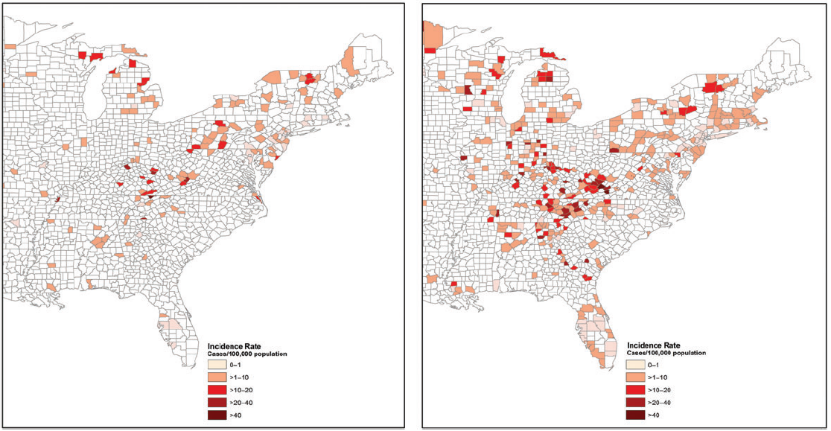 Incidence Rate
Cases/100,000 population
0–1
>1–10
>10–20
>20–40
>40
Incidence Rate
Cases/100,000 population
0–1
>1–10
>10–20
>20–40
>40